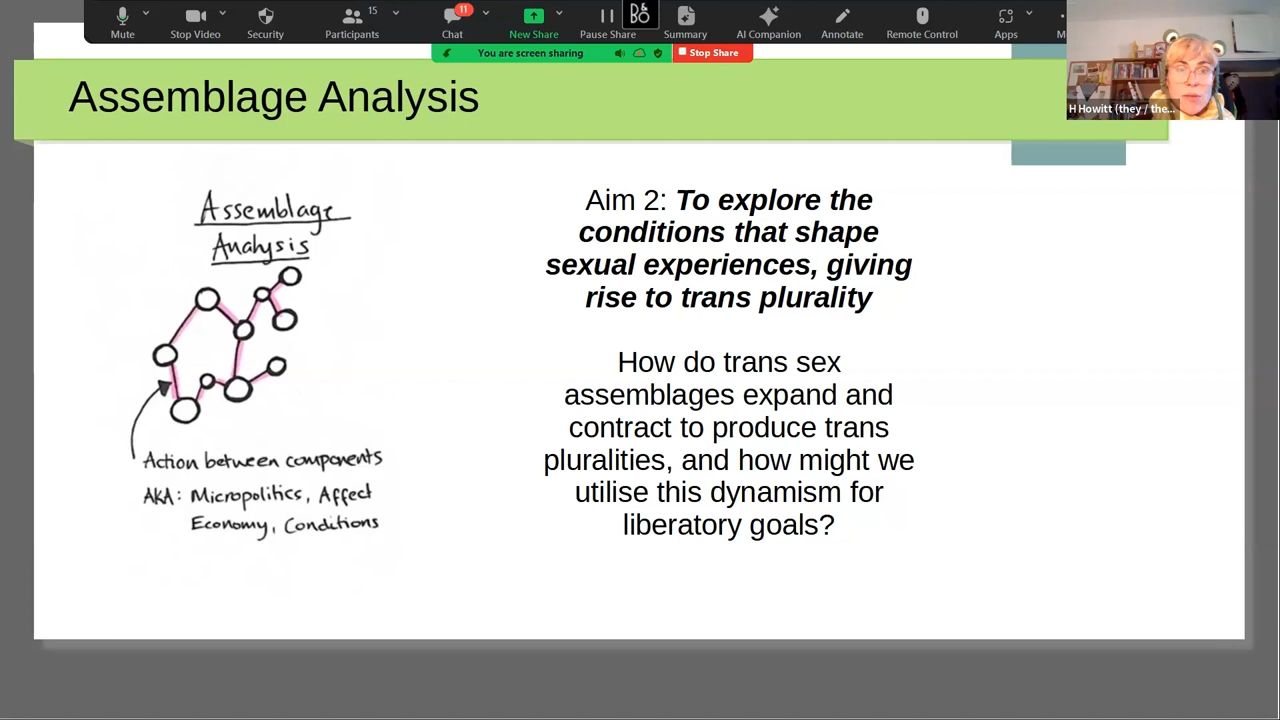 15
11
Mute
Stop Video
Security
Participants
Chat
New Share
Pause Share
Summary
AI Companion
Annotate
Remote Control
Apps
You are screen sharing
Stop Share
H Howitt (they / the...
Assemblage Analysis
Assemblage
Analysis
Action between components
AKA: Micropolitics, Affect
Economy, Conditions
Aim 2: To explore the
conditions that shape
sexual experiences, giving
rise to trans plurality
How do trans sex
assemblages expand and
contract to produce trans
pluralities, and how might we
utilise this dynamism for
liberatory goals?